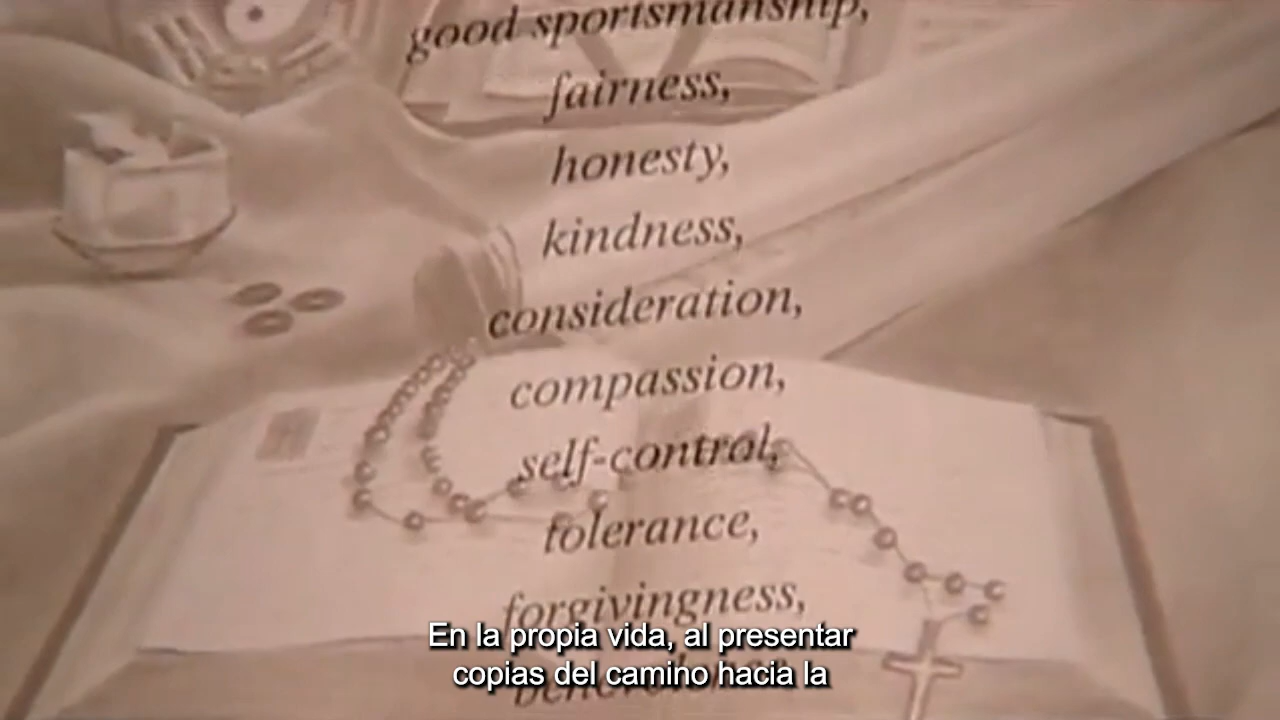 good sportsmanship,
fairness,
honesty,
kindness,
consideration,
compassion,
self-control,
tolerance,
forgivingness,
En la propia vida, al presentar
copias del camino hacia la